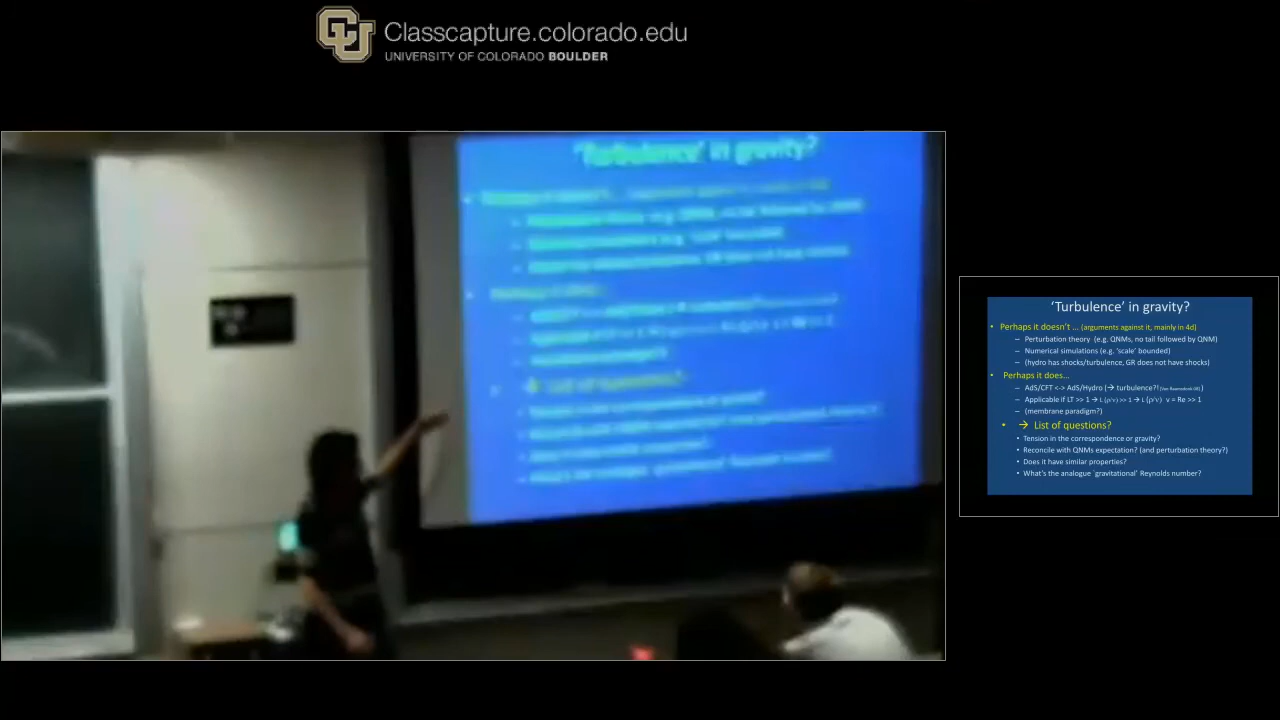 Classcapture.colorado.edu
UNIVERSITY OF COLORADO BOULDER
'Turbulence' in gravity?
'Turbulence' in gravity?
• Perhaps it doesn't ... (arguments against it, mainly in 4d)
– Perturbation theory (e.g. QNMs, no tail followed by QNM)
– Numerical simulations (e.g. 'scale' bounded)
– (hydro has shocks/turbulence, GR does not have shocks)
• Perhaps it does...
– AdS/CFT <-> AdS/Hydro (→ turbulence?!
– Applicable if LT >> 1 → L (ρ/ν) >> 1 → L (ρ/ν) v = Re >> 1
– (membrane paradigm?)
• → List of questions?
• Tension in the correspondence or gravity?
• Reconcile with QNMs expectation? (and perturbation theory?)
• Does it have similar properties?
• What's the analogue `gravitational' Reynolds number?